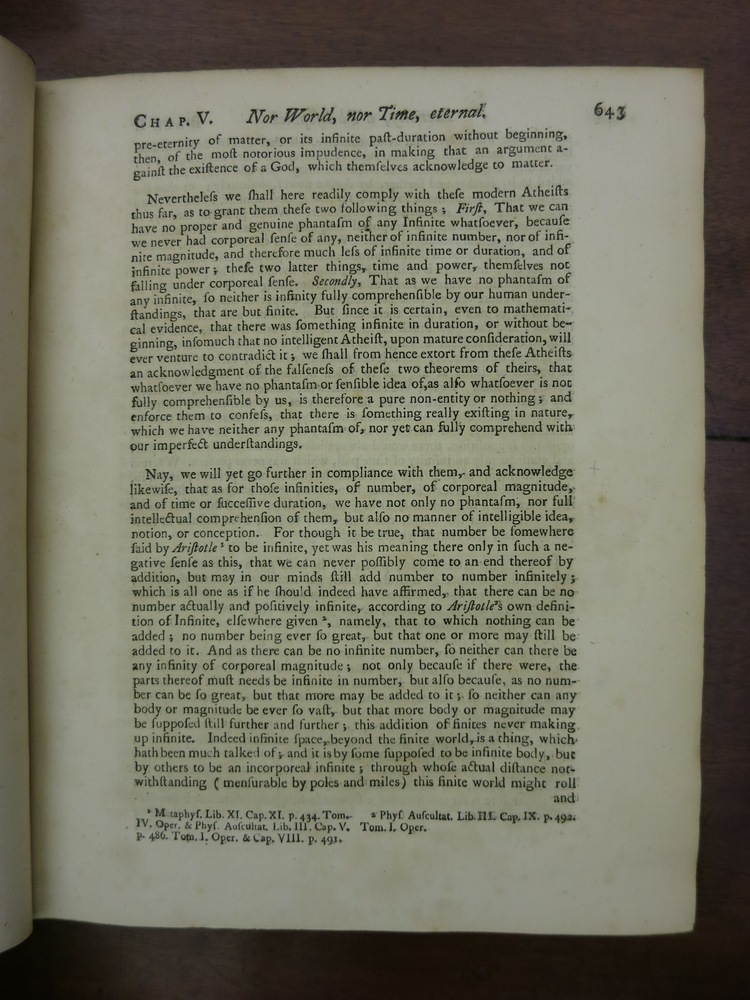 CHAP. V. Nor World, nor Time, eternal. 643
pre-eternity of matter, or its infinite paſt-duration without beginning,
then, of the moſt notorious impudence, in making that an argument a-
gainſt the exiſtence of a God, which themſelves acknowledge to matter.
Nevertheleſs we ſhall here readily comply with theſe modern Atheiſts
thus far, as to grant them theſe two following things; Firſt, That we can
have no proper and genuine phantaſm of any Infinite whatſoever, becauſe
we never had corporal ſenſe of any, neither of infinite number, nor of infi-
nite magnitude, and therefore much leſs of infinite time or duration, and of
infinite power; theſe two latter things, time and power, themſelves not
falling under corporeal ſenſe. Secondly, That as we have no phantaſm of
any infinite, ſo neither is infinity fully comprehenſible by our human under-
ſtandings, that are but finite. But ſince it is certain, even to mathemati-
cal evidence, that there was ſomething infinite in duration, or without be-
ginning, inſomuch that no intelligent Atheiſt, upon mature conſideration, will
ever venture to contradict it; we ſhall from hence extort from theſe Atheiſts
an acknowledgment of the falſeneſs of theſe two theorems of theirs, that
whatſoever we have no phantaſm or ſenſible idea of, as alſo whatſoever is not
fully comprehenſible by us, is therefore a pure non-entity or nothing; and
enforce them to confeſs, that there is ſomething really exiſting in nature,
which we have neither any phantaſm of, nor yet can fully comprehend with
our imperfect underſtandings.
Nay, we will yet go further in compliance with them, and acknowledge
likewiſe, that as for thoſe infinities, of number, of corporeal magnitude,
and of time or ſucceſſive duration, we have not only no phantaſm, nor full
intellectual comprehenſion of them, but alſo no manner of intelligible idea,
notion, or conception. For though it be true, that number be ſomewhere
ſaid by Ariſtotle ¹ to be infinite, yet was his meaning there only in ſuch a ne-
gative ſenſe as this, that we can never poſſibly come to an end thereof by
addition, but may in our minds ſtill add number to number infinitely;
which is all one as if he ſhould indeed have affirmed, that there can be no
number actually and poſitively infinite, according to Ariſtotle's own defini-
tion of Infinite, elſewhere given ², namely, that to which nothing can be
added; no number being ever ſo great, but that one or more may ſtill be
added to it. And as there can be no infinite number, ſo neither can there be
any infinity of corporeal magnitude; not only becauſe if there were, the
parts thereof muſt needs be infinite in number, but alſo becauſe, as no num-
ber can be ſo great, but that more may be added to it; ſo neither can any
body or magnitude be ever ſo vaſt, but that more body or magnitude may
be ſuppoſed ſtill further and further; this addition of finites never making
up infinite. Indeed infinite ſpace, beyond the finite world, is a thing, which
hath been much talked of; and it is by ſome ſuppoſed to be infinite body, but
by others to be an incorporeal infinite; through whoſe actual diſtance not-
withſtanding (menſurable by poles and miles) this finite world might roll
and
¹ Metaphyſ. Lib. XI. Cap. XI. p. 434. Tom. ² Phyſ. Auſcultat. Lib. III. Cap. IX. p. 492.
IV. Oper. & Phyſ. Auſcultat. Lib. III. Cap. V. Tom. I. Oper.
p. 486. Tom. I. Oper. & Cap. VIII. p. 491.